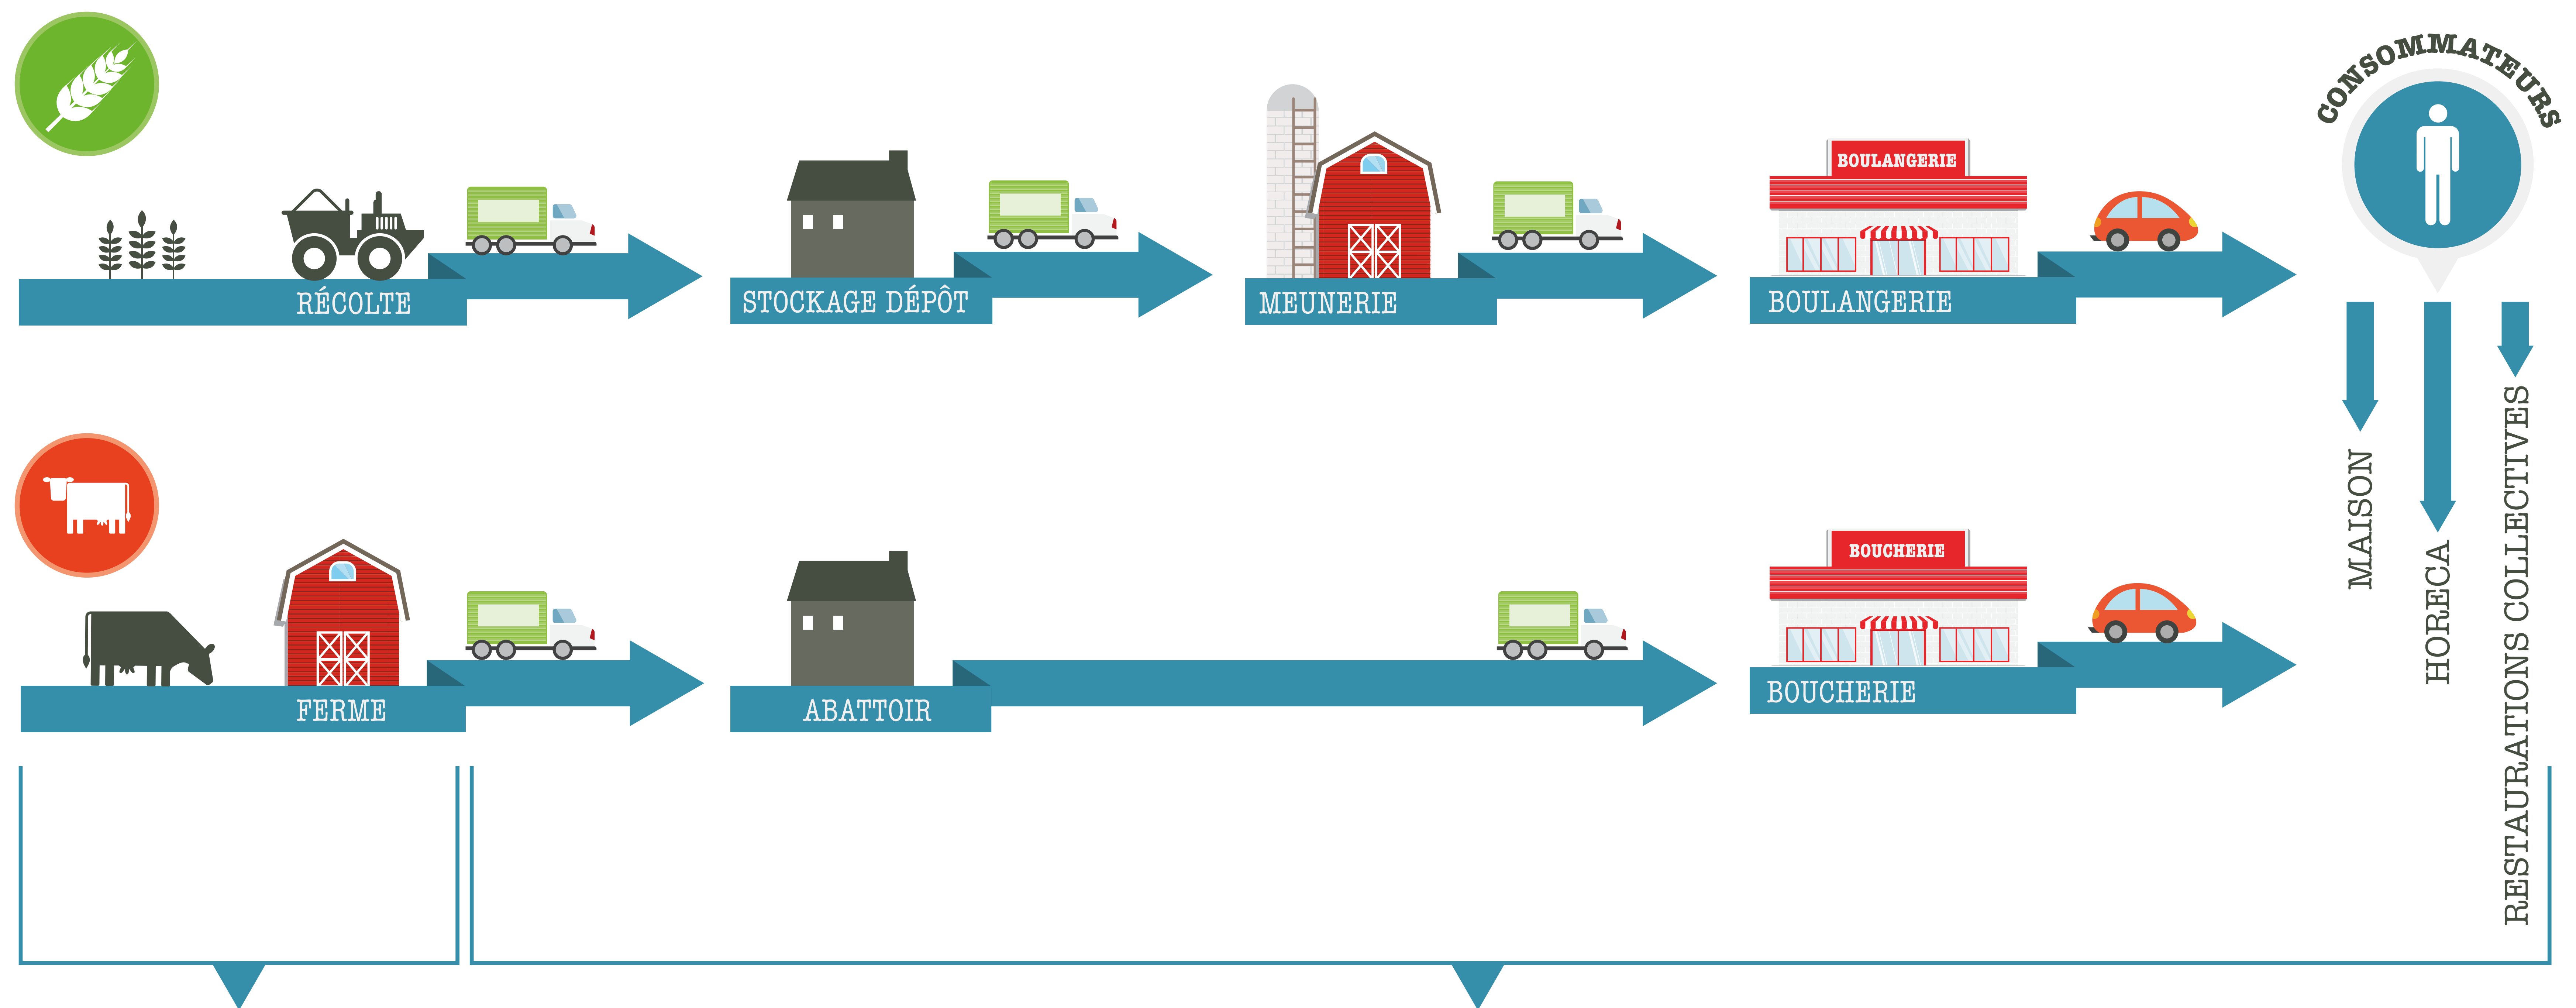 CONSOMMATEURS
BOULANGERIE
RÉCOLTE
STOCKAGE DÉPÔT
MEUNERIE
BOULANGERIE
BOUCHERIE
FERME
ABATTOIR
BOUCHERIE
MAISON
HORECA
RESTAURATIONS COLLECTIVES